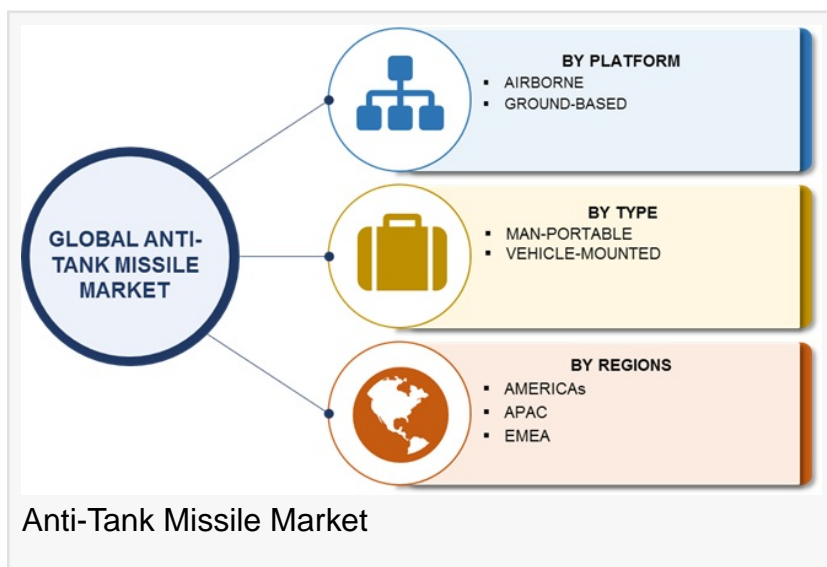 GLOBAL ANTI-
TANK MISSILE
MARKET
BY PLATFORM
▪ AIRBORNE
▪ GROUND-BASED
BY TYPE
▪ MAN-PORTABLE
▪ VEHICLE-MOUNTED
BY REGIONS
▪ AMERICAs
▪ APAC
▪ EMEA
Anti-Tank Missile Market